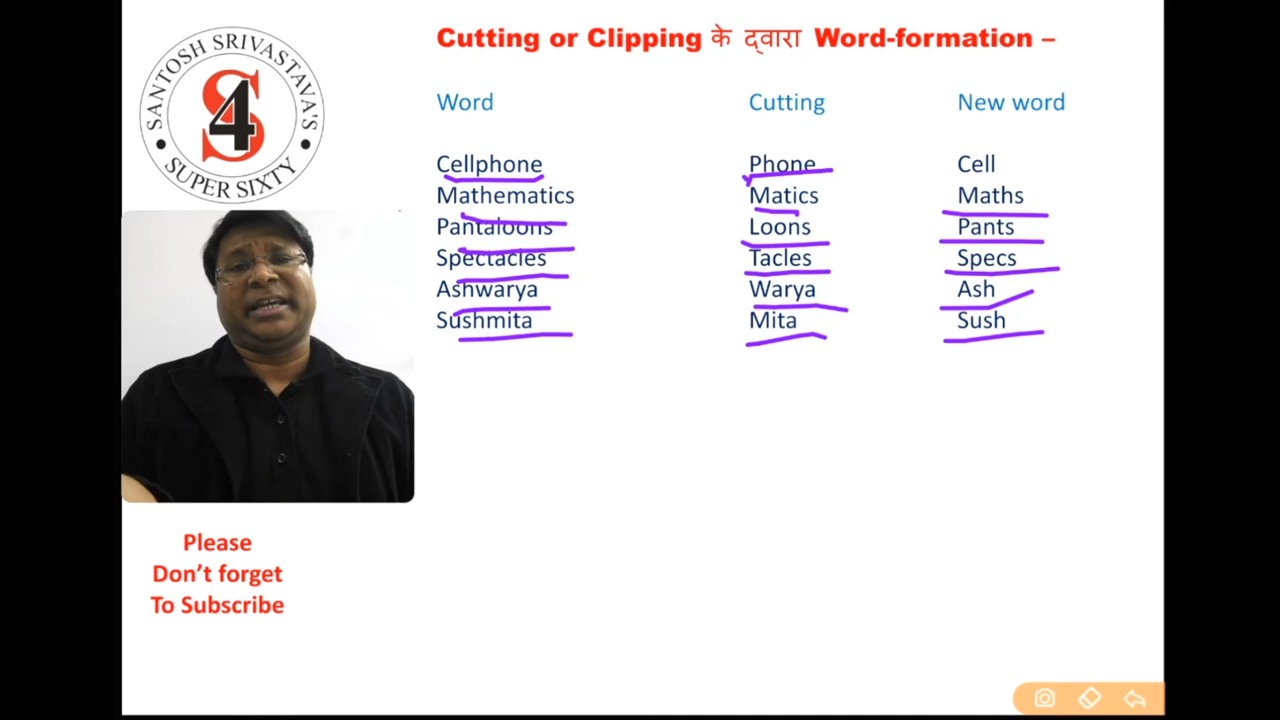 SANTOSH SRIVASTAVA'S
S4
SUPER SIXTY
Cutting or Clipping के द्वारा Word-formation –
Word Cutting New word
Cellphone Phone Cell
Mathematics Matics Maths
Pantaloons Loons Pants
Spectacles Tacles Specs
Ashwarya Warya Ash
Sushmita Mita Sush
Please
Don't forget
To Subscribe